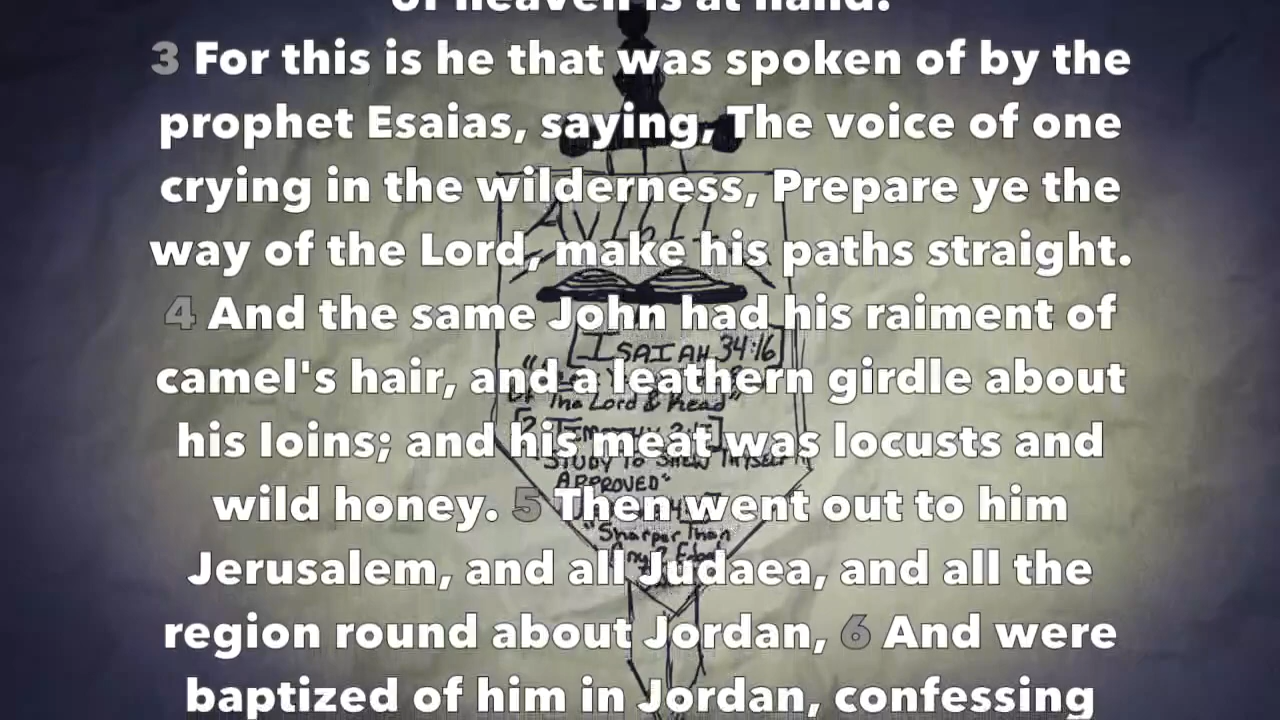 of heaven is at hand.
3 For this is he that was spoken of by the
prophet Esaias, saying, The voice of one
crying in the wilderness, Prepare ye the
way of the Lord, make his paths straight.
4 And the same John had his raiment of
camel's hair, and a leathern girdle about
his loins; and his meat was locusts and
wild honey. 5 Then went out to him
Jerusalem, and all Judaea, and all the
region round about Jordan, 6 And were
baptized of him in Jordan, confessing
ISAIAH 34:16
The Lord & Read"
"STUDY TO SHEW THYSELF
APPROVED"
"Sharper Than
Any 2 Edged